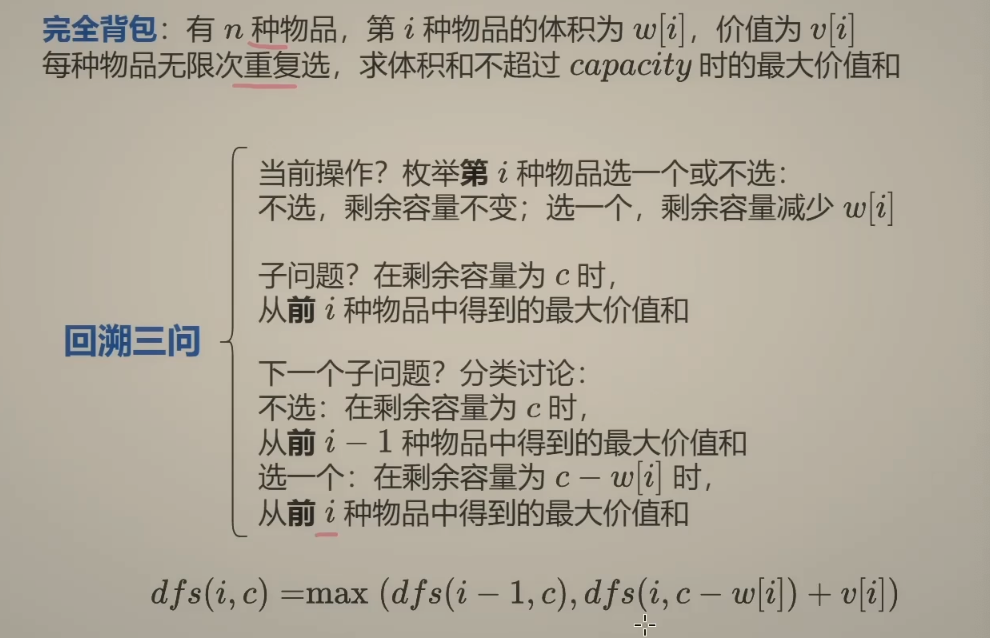 完全背包：有 n 种物品，第 i 种物品的体积为 w[i]，价值为 v[i]
每种物品无限次重复选，求体积和不超过 capacity 时的最大价值和
当前操作？枚举第 i 种物品选一个或不选：
不选，剩余容量不变；选一个，剩余容量减少 w[i]
子问题？在剩余容量为 c 时，
从前 i 种物品中得到的最大价值和
回溯三问
下一个子问题？分类讨论：
不选：在剩余容量为 c 时，
从前 i − 1 种物品中得到的最大价值和
选一个：在剩余容量为 c − w[i] 时，
从前 i 种物品中得到的最大价值和
dfs(i, c) =max (dfs(i − 1, c), dfs(i, c − w[i]) + v[i])